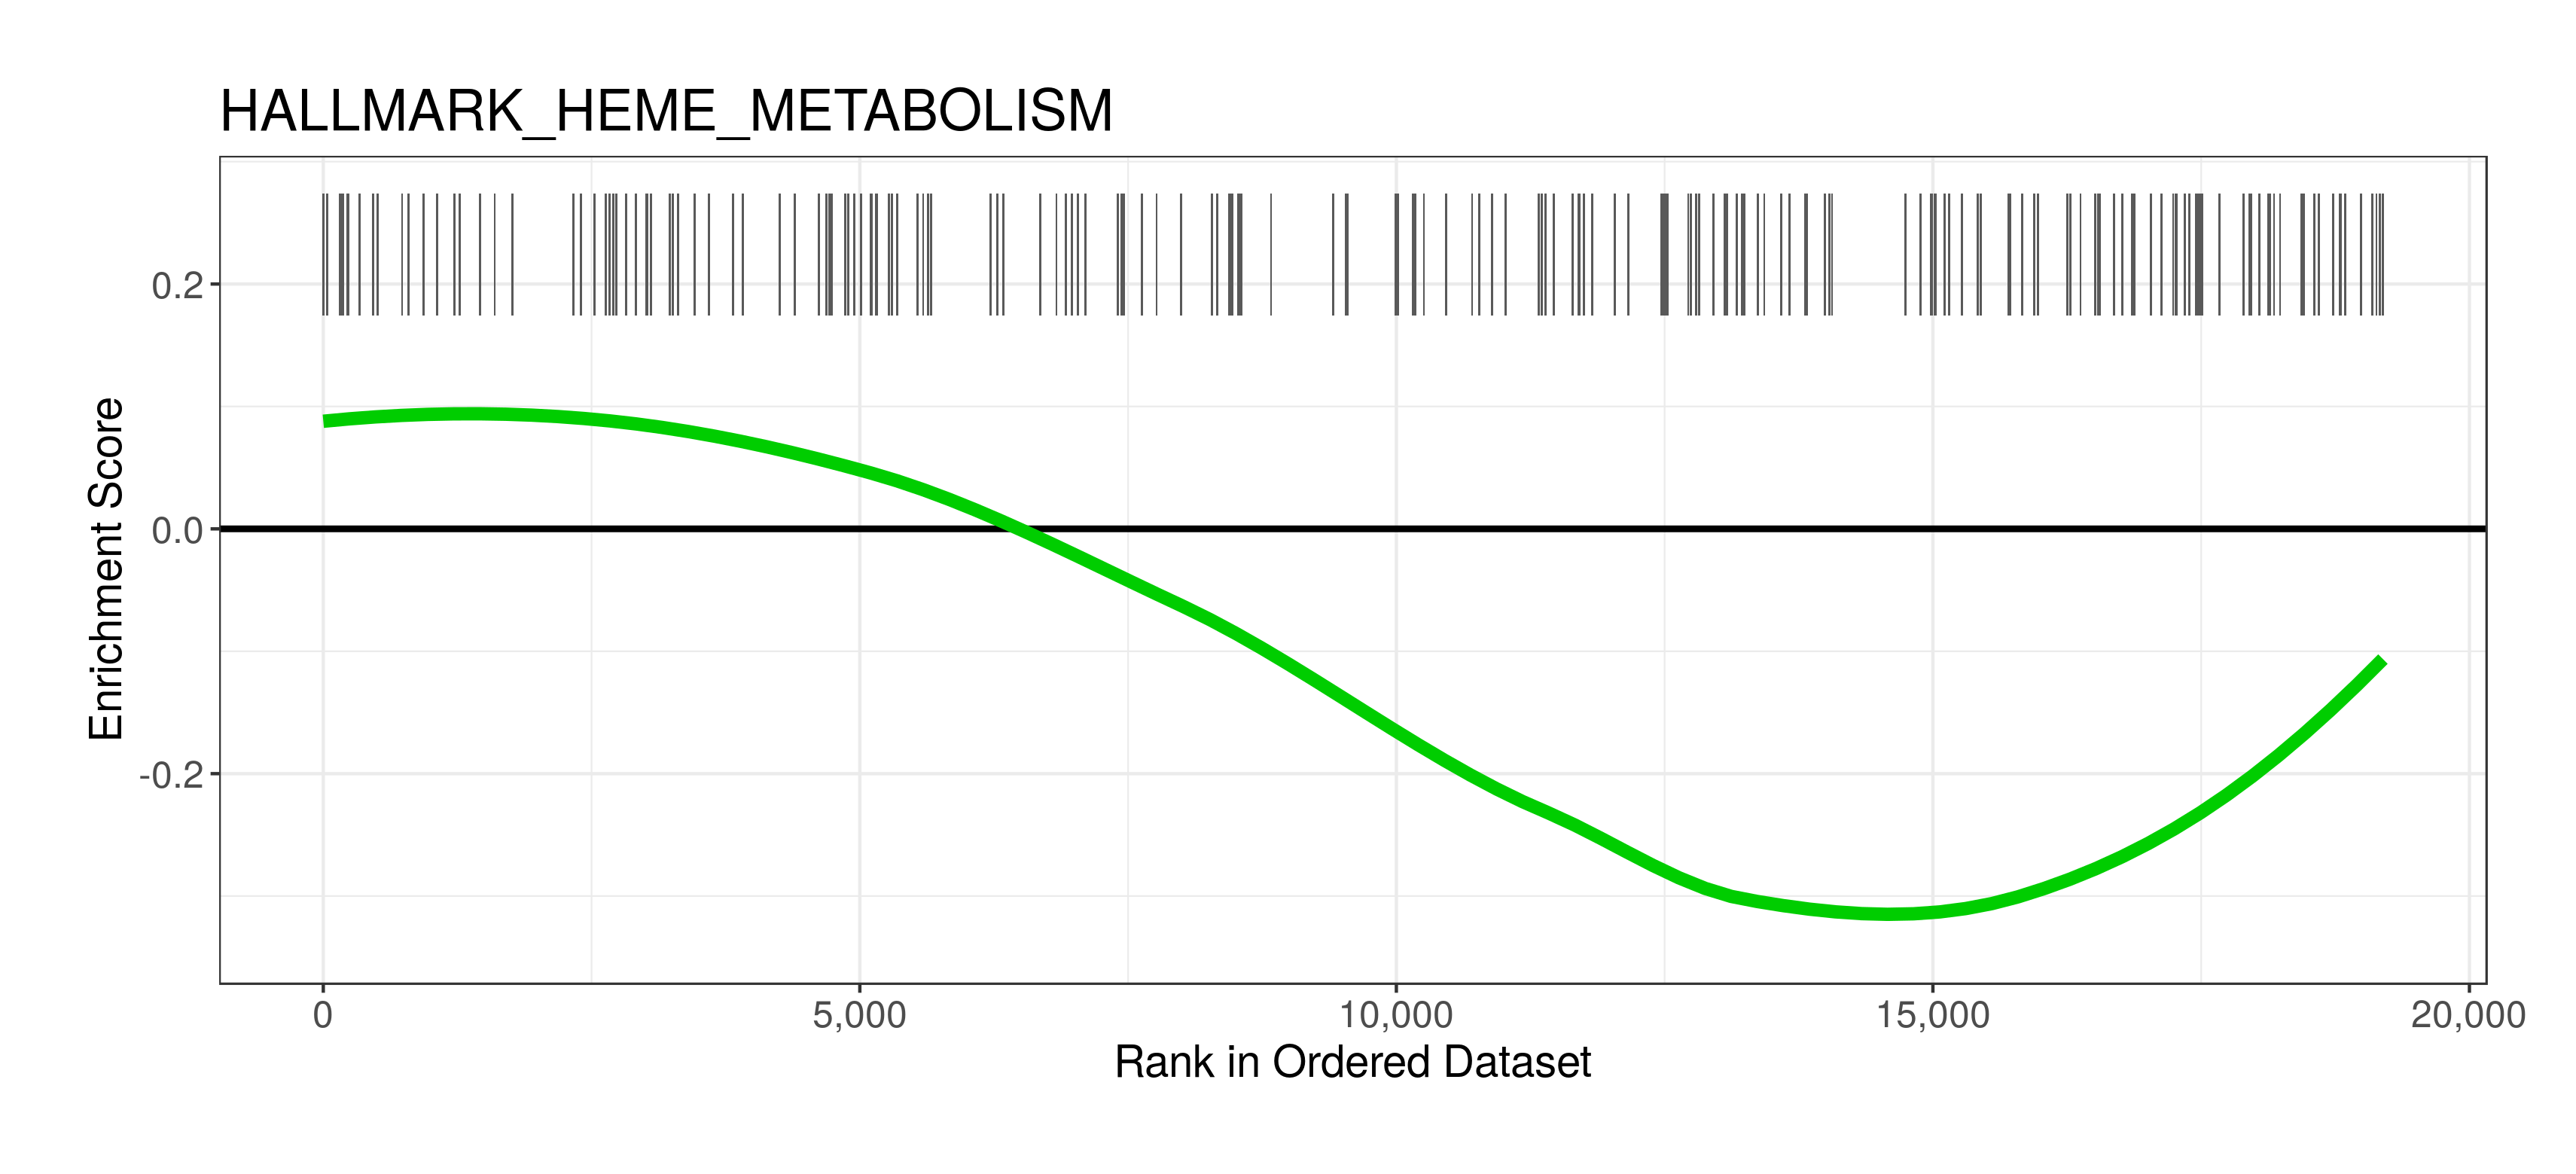 HALLMARK_HEME_METABOLISM
Enrichment Score
0.2
0.0
-0.2
0
5,000
10,000
15,000
20,000
Rank in Ordered Dataset